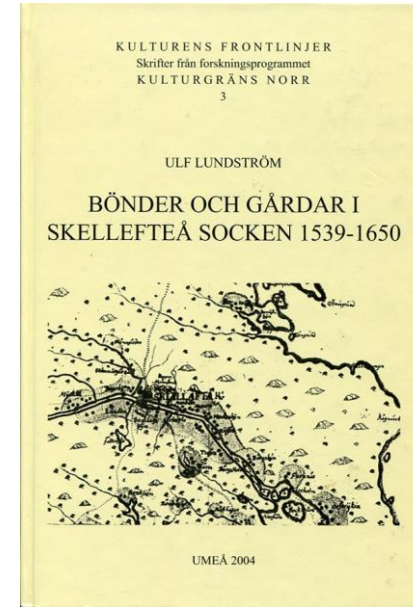 KULTURENS FRONTLINJER
Skrifter från forskningsprogrammet
KULTURGRÄNS NORR
3
ULF LUNDSTRÖM
BÖNDER OCH GÅRDAR I
SKELLEFTEÅ SOCKEN 1539-1650
UMEÅ 2004